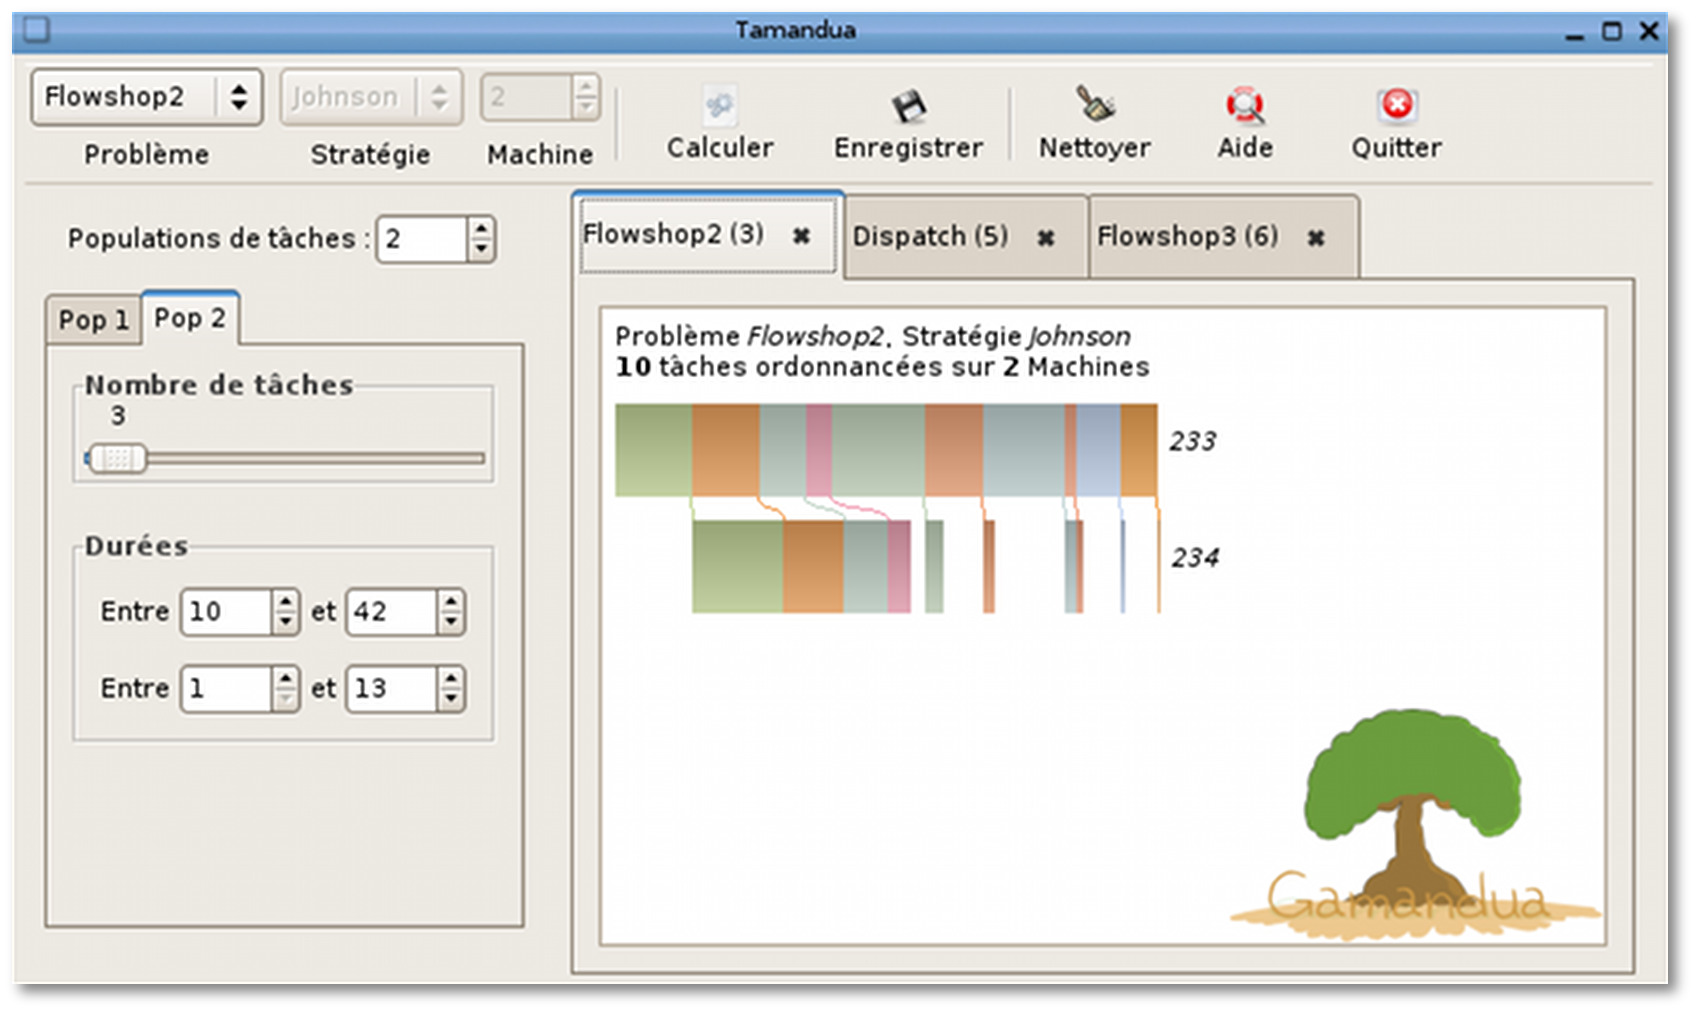 Tamandua
Flowshop2 Johnson 2
Problème Stratégie Machine Calculer Enregistrer Nettoyer Aide Quitter
Populations de tâches : 2
Pop 1 Pop 2
Nombre de tâches
3
Durées
Entre 10 et 42
Entre 1 et 13
Flowshop2 (3) Dispatch (5) Flowshop3 (6)
Problème Flowshop2, Stratégie Johnson
10 tâches ordonnancées sur 2 Machines
233
234
Gamandua